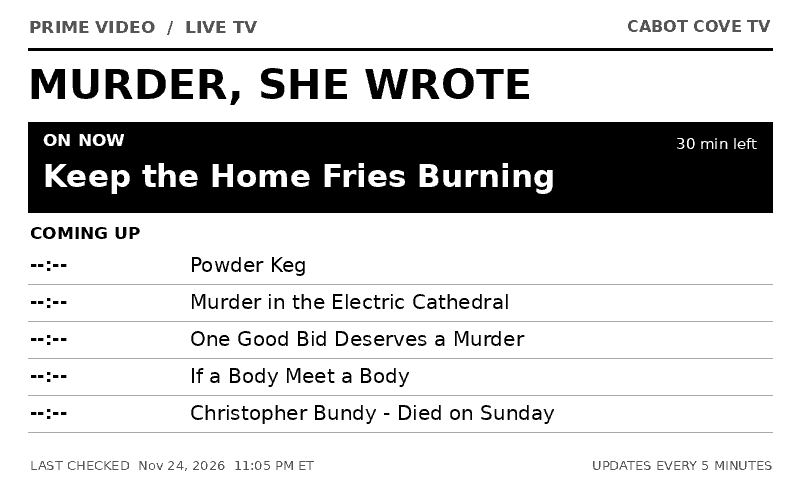 PRIME VIDEO / LIVE TV
CABOT COVE TV
MURDER, SHE WROTE
ON NOW
30 min left
Keep the Home Fries Burning
COMING UP
--:-- Powder Keg
--:-- Murder in the Electric Cathedral
--:-- One Good Bid Deserves a Murder
--:-- If a Body Meet a Body
--:-- Christopher Bundy - Died on Sunday
LAST CHECKED Nov 24, 2026 11:05 PM ET
UPDATES EVERY 5 MINUTES